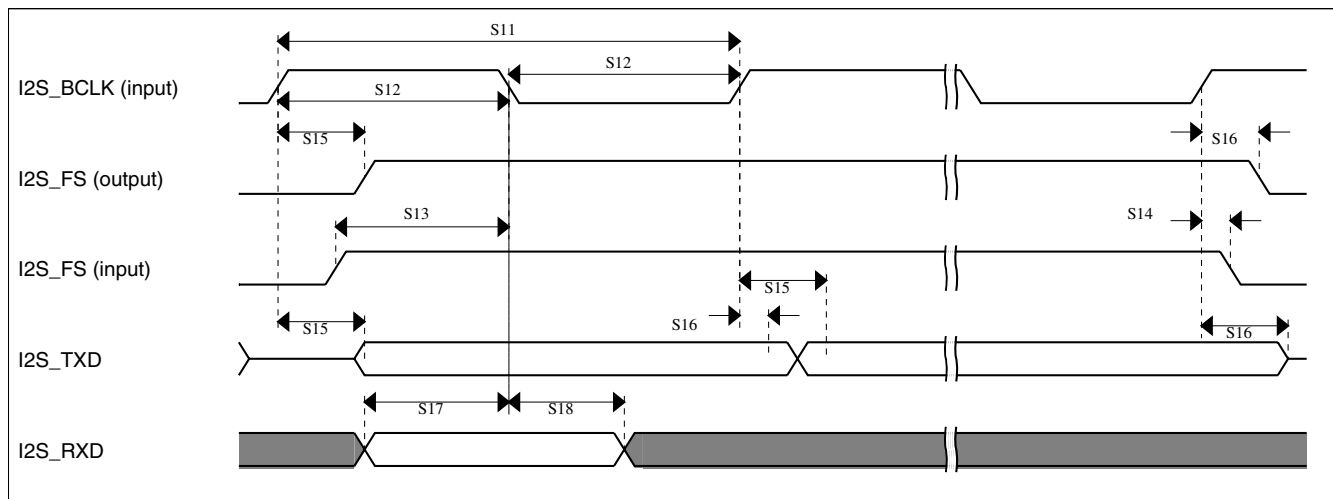 S11
I2S_BCLK (input)
S12
S12
S15
S16
I2S_FS (output)
S13
S14
I2S_FS (input)
S15
S15
S16
S16
I2S_TXD
S17
S18
I2S_RXD